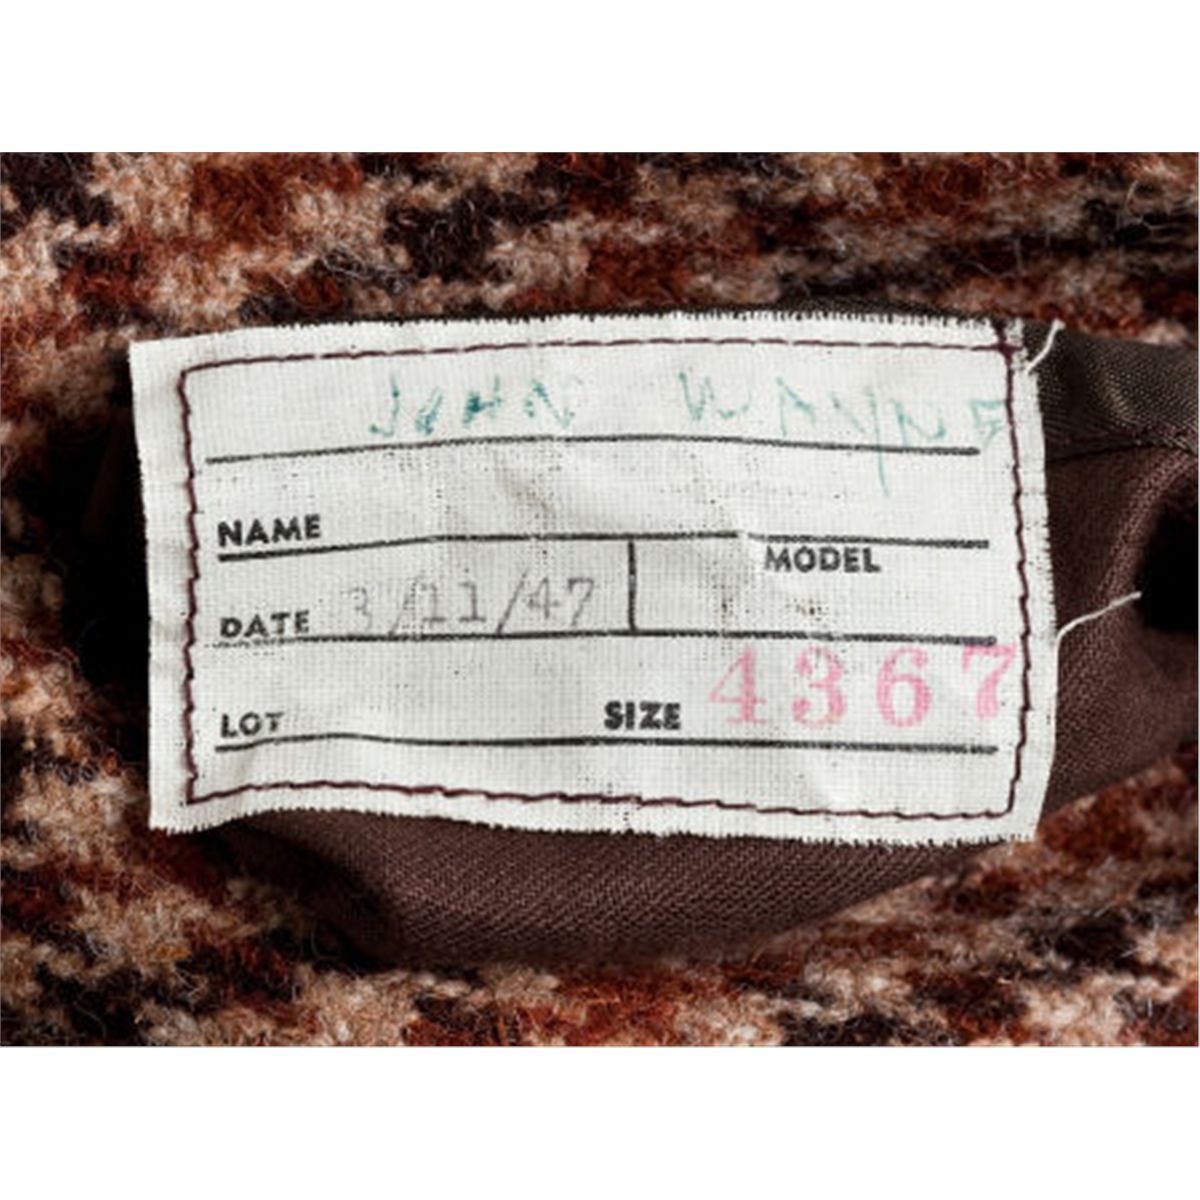 JOHN WAYNE
NAME
MODEL
DATE 3/11/47
LOT SIZE 4367